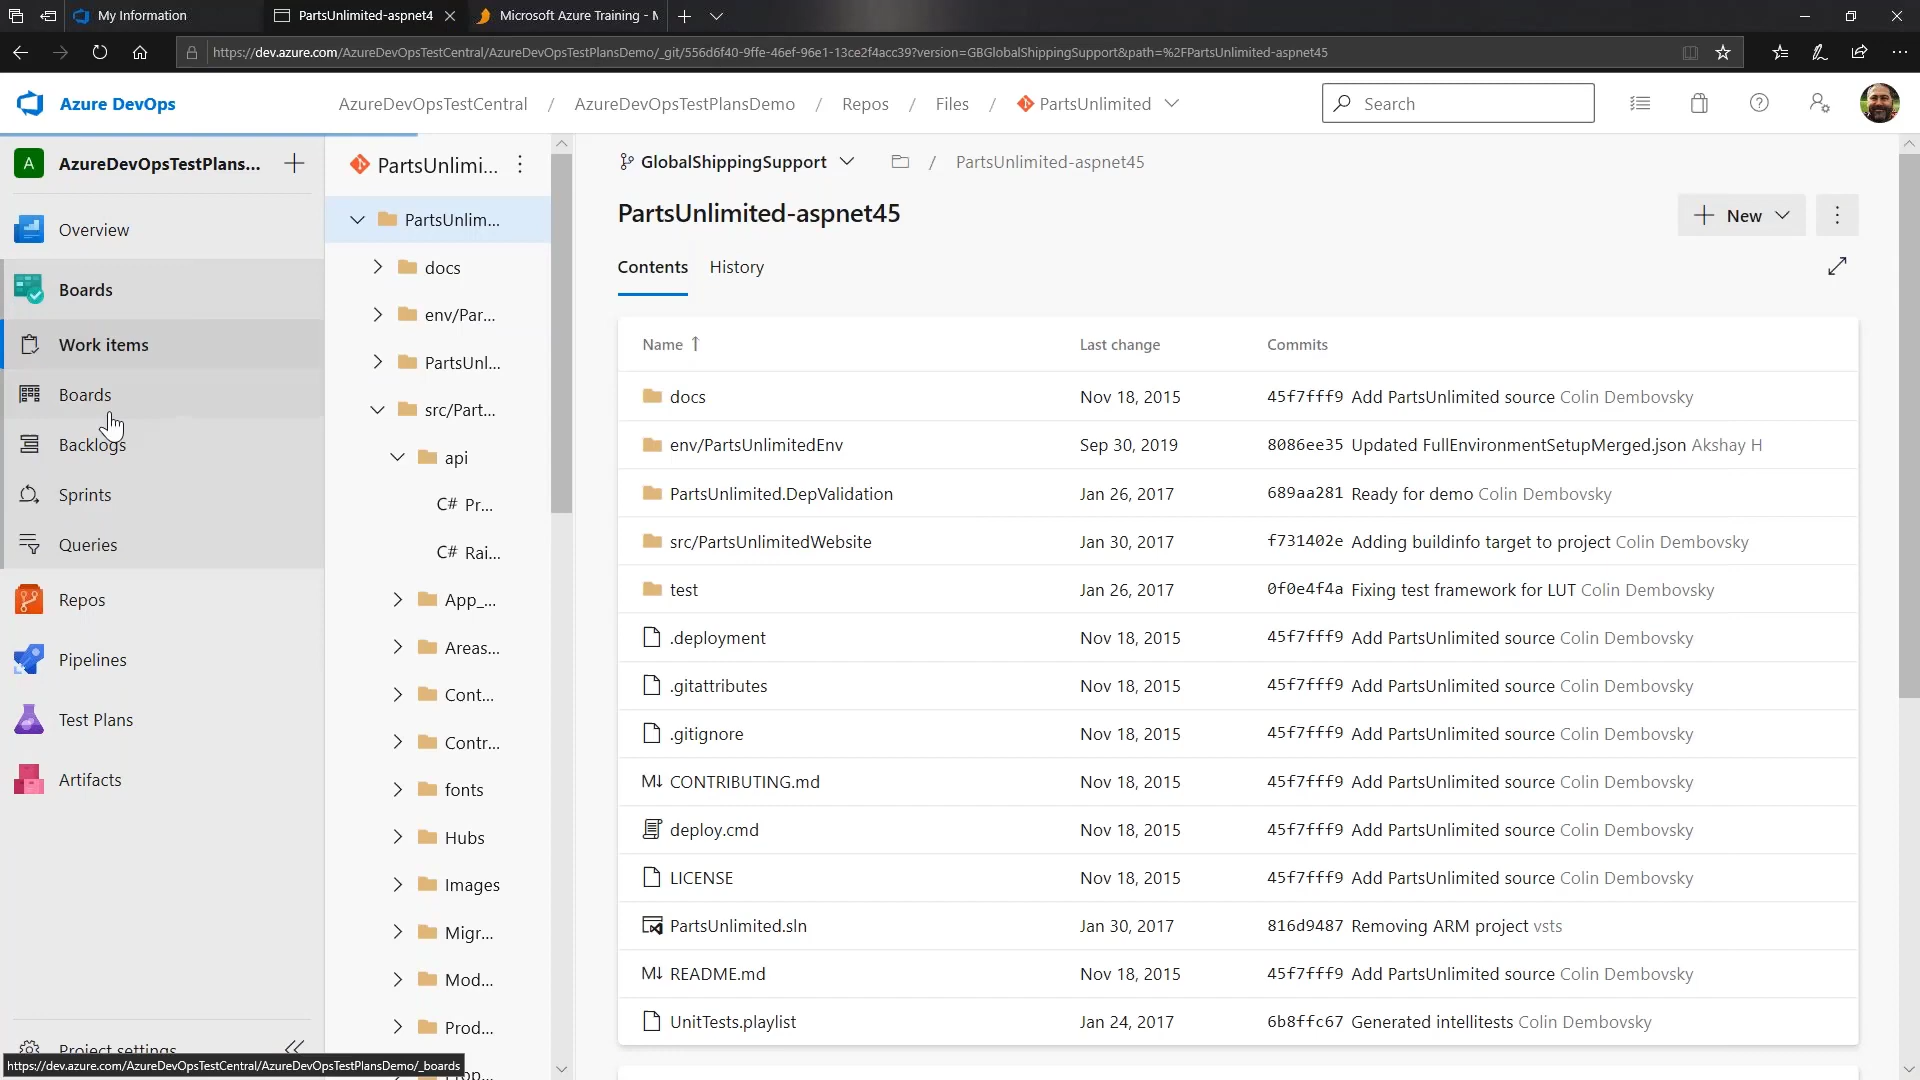 My Information
PartsUnlimited-aspnet4
Microsoft Azure Training - M
https://dev.azure.com/AzureDevOpsTestCentral/AzureDevOpsTestPlansDemo/_git/556d6f40-9ffe-46ef-96e1-13ce2f4acc39?version=GBGlobalShippingSupport&path=%2FPartsUnlimited-aspnet45
Azure DevOps
AzureDevOpsTestCentral / AzureDevOpsTestPlansDemo / Repos / Files / PartsUnlimited
Search
A AzureDevOpsTestPlans...
Overview
Boards
Work items
Boards
Backlogs
Sprints
Queries
Repos
Pipelines
Test Plans
Artifacts
Project settings
https://dev.azure.com/AzureDevOpsTestCentral/AzureDevOpsTestPlansDemo/_boards
PartsUnlimi...
PartsUnlim...
docs
env/Par...
PartsUnl...
src/Part...
api
C# Pr...
C# Rai...
App_...
Areas...
Cont...
Contr...
fonts
Hubs
Images
Migr...
Mod...
Prod...
Prop...
GlobalShippingSupport / PartsUnlimited-aspnet45
PartsUnlimited-aspnet45
New
Contents History
Name Last change Commits
docs Nov 18, 2015 45f7fff9 Add PartsUnlimited source Colin Dembovsky
env/PartsUnlimitedEnv Sep 30, 2019 8086ee35 Updated FullEnvironmentSetupMerged.json Akshay H
PartsUnlimited.DepValidation Jan 26, 2017 689aa281 Ready for demo Colin Dembovsky
src/PartsUnlimitedWebsite Jan 30, 2017 f731402e Adding buildinfo target to project Colin Dembovsky
test Jan 26, 2017 0f0e4f4a Fixing test framework for LUT Colin Dembovsky
.deployment Nov 18, 2015 45f7fff9 Add PartsUnlimited source Colin Dembovsky
.gitattributes Nov 18, 2015 45f7fff9 Add PartsUnlimited source Colin Dembovsky
.gitignore Nov 18, 2015 45f7fff9 Add PartsUnlimited source Colin Dembovsky
M↓ CONTRIBUTING.md Nov 18, 2015 45f7fff9 Add PartsUnlimited source Colin Dembovsky
deploy.cmd Nov 18, 2015 45f7fff9 Add PartsUnlimited source Colin Dembovsky
LICENSE Nov 18, 2015 45f7fff9 Add PartsUnlimited source Colin Dembovsky
PartsUnlimited.sln Jan 30, 2017 816d9487 Removing ARM project vsts
M↓ README.md Nov 18, 2015 45f7fff9 Add PartsUnlimited source Colin Dembovsky
UnitTests.playlist Jan 24, 2017 6b8ffc67 Generated intellitests Colin Dembovsky